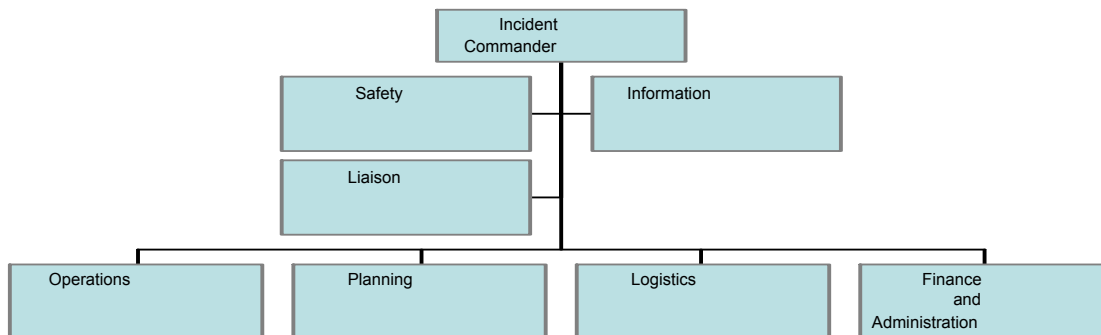 Incident
Commander
Safety
Information
Liaison
Operations
Planning
Logistics
Finance
and
Administration